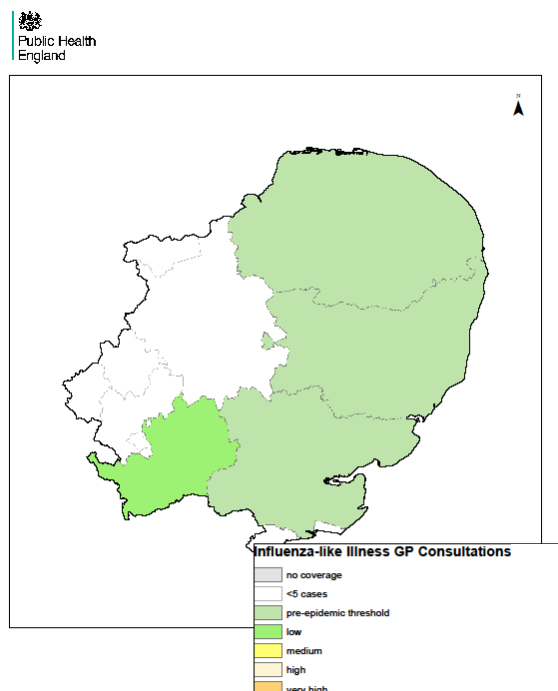 Public Health
England
N
Influenza-like Illness GP Consultations
no coverage
<5 cases
pre-epidemic threshold
low
medium
high
very high